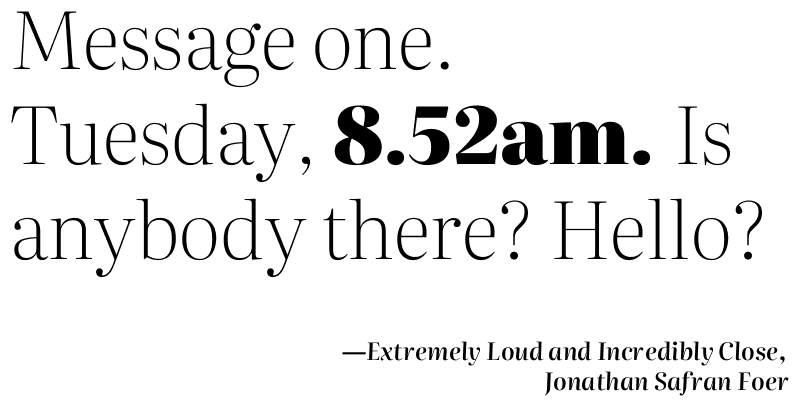 Message one.
Tuesday, 8.52am. Is
anybody there? Hello?
—Extremely Loud and Incredibly Close,
Jonathan Safran Foer